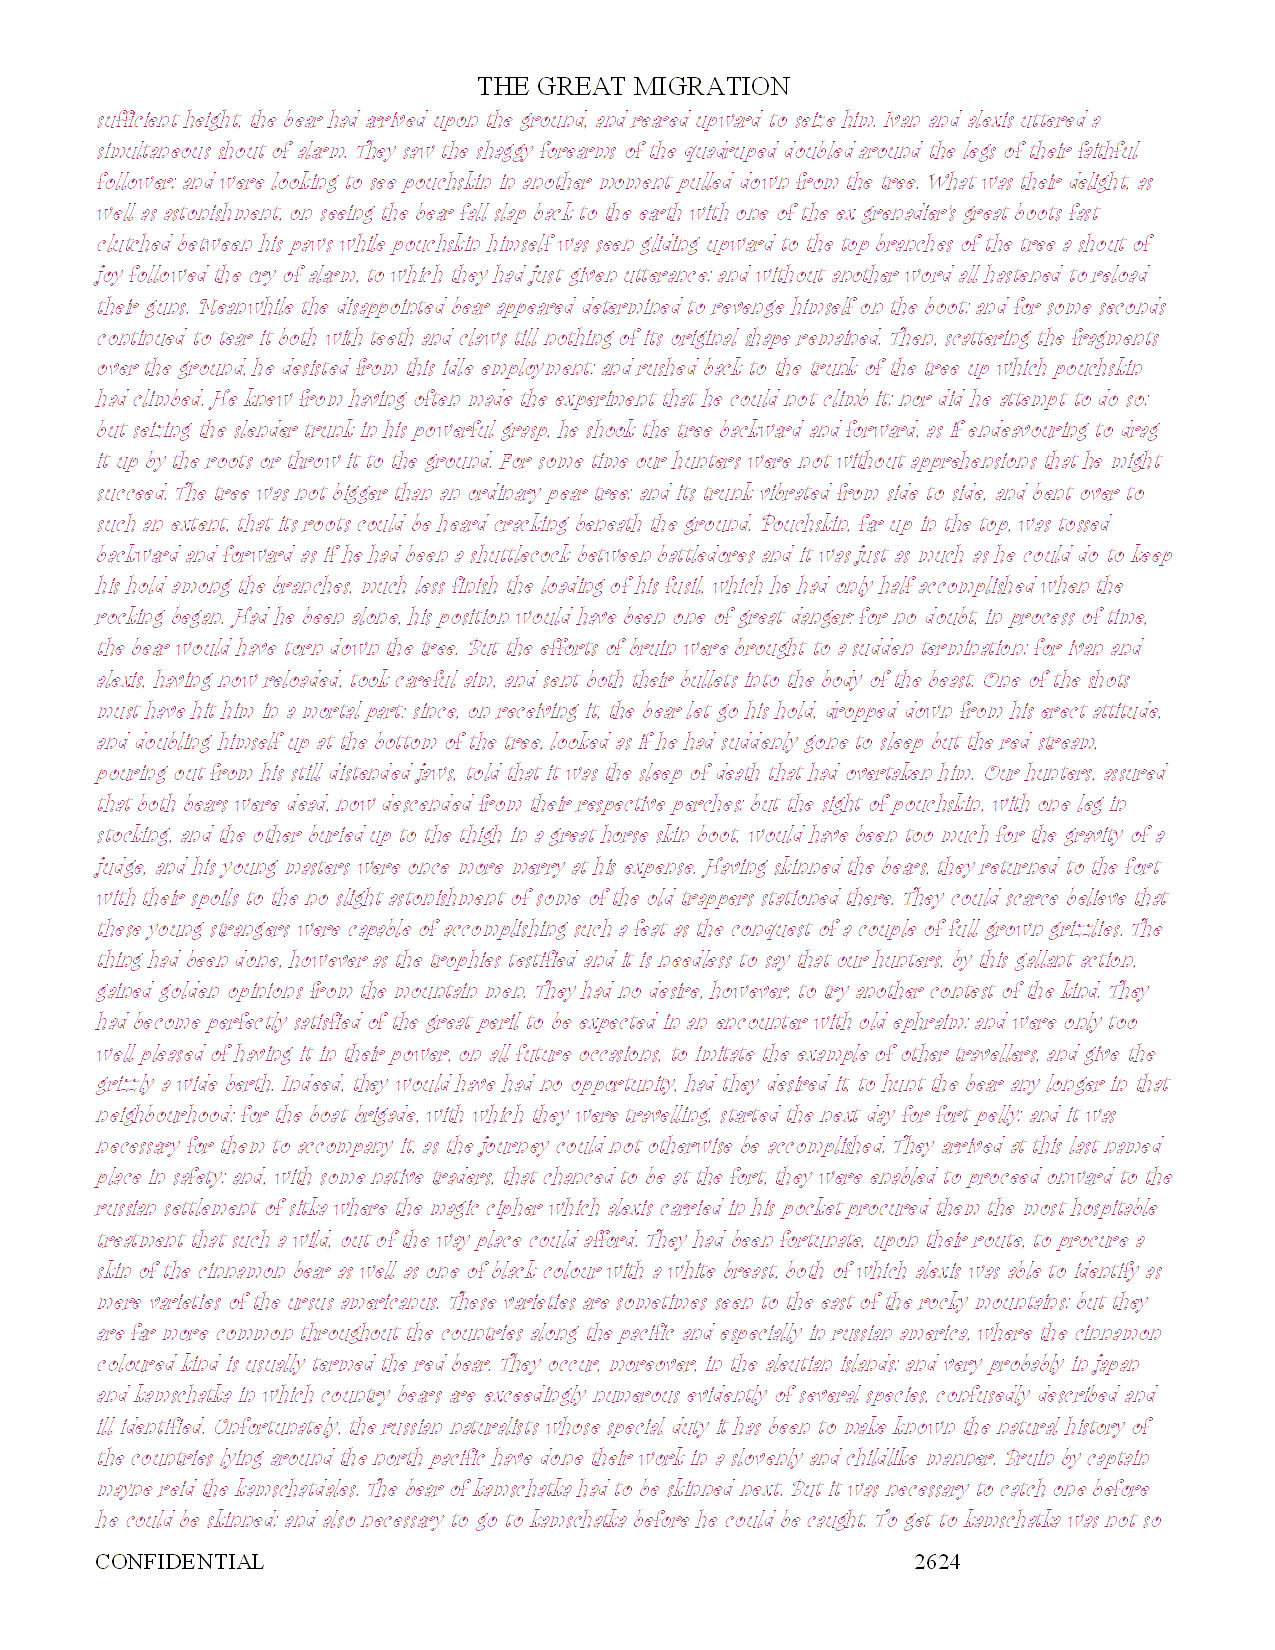 THE GREAT MIGRATION
sufficient height, the bear had arrived upon the ground, and reared upward to seize him. Ivan and alexis uttered a
simultaneous shout of alarm. They saw the shaggy forearms of the quadruped doubled around the legs of their faithful
follower; and were looking to see pouchskin in another moment pulled down from the tree. What was their delight, as
well as astonishment, on seeing the bear fall slap back to the earth with one of the ex grenadier's great boots fast
clutched between his paws while pouchskin himself was seen gliding upward to the top branches of the tree a shout of
joy followed the cry of alarm, to which they had just given utterance; and without another word all hastened to reload
their guns. Meanwhile the disappointed bear appeared determined to revenge himself on the boot; and for some seconds
continued to tear it both with teeth and claws till nothing of its original shape remained. Then, scattering the fragments
over the ground, he desisted from this idle employment; and rushed back to the trunk of the tree up which pouchskin
had climbed. He knew from having often made the experiment that he could not climb it; nor did he attempt to do so;
but seizing the slender trunk in his powerful grasp, he shook the tree backward and forward, as if endeavouring to drag
it up by the roots or throw it to the ground. For some time our hunters were not without apprehensions that he might
succeed. The tree was not bigger than an ordinary pear tree; and its trunk vibrated from side to side, and bent over to
such an extent, that its roots could be heard cracking beneath the ground. Pouchskin, far up in the top, was tossed
backward and forward as if he had been a shuttlecock between battledores and it was just as much as he could do to keep
his hold among the branches, much less finish the loading of his fusil, which he had only half accomplished when the
rocking began. Had he been alone, his position would have been one of great danger; for no doubt, in process of time,
the bear would have torn down the tree. But the efforts of bruin were brought to a sudden termination; for ivan and
alexis, having now reloaded, took careful aim, and sent both their bullets into the body of the beast. One of the shots
must have hit him in a mortal part; since, on receiving it, the bear let go his hold, dropped down from his erect attitude,
and doubling himself up at the bottom of the tree, looked as if he had suddenly gone to sleep but the red stream,
pouring out from his still distended jaws, told that it was the sleep of death that had overtaken him. Our hunters, assured
that both bears were dead, now descended from their respective perches; but the sight of pouchskin, with one leg in
stocking, and the other buried up to the thigh in a great horse skin boot, would have been too much for the gravity of a
judge, and his young masters were once more merry at his expense. Having skinned the bears, they returned to the fort
with their spoils to the no slight astonishment of some of the old trappers stationed there. They could scarce believe that
these young strangers were capable of accomplishing such a feat as the conquest of a couple of full grown grizzlies. The
thing had been done, however as the trophies testified and it is needless to say that our hunters, by this gallant action,
gained golden opinions from the mountain men. They had no desire, however, to try another contest of the kind. They
had become perfectly satisfied of the great peril to be expected in an encounter with old ephraim; and were only too
well pleased of having it in their power, on all future occasions, to imitate the example of other travellers, and give the
grizzly a wide berth. Indeed, they would have had no opportunity, had they desired it, to hunt the bear any longer in that
neighbourhood; for the boat brigade, with which they were travelling, started the next day for fort pelly; and it was
necessary for them to accompany it, as the journey could not otherwise be accomplished. They arrived at this last named
place in safety; and, with some native traders, that chanced to be at the fort, they were enabled to proceed onward to the
russian settlement of sitka where the magic cipher which alexis carried in his pocket procured them the most hospitable
treatment that such a wild, out of the way place could afford. They had been fortunate, upon their route, to procure a
skin of the cinnamon bear as well as one of black colour with a white breast, both of which alexis was able to identify as
mere varieties of the ursus americanus. These varieties are sometimes seen to the east of the rocky mountains; but they
are far more common throughout the countries along the pacific and especially in russian america, where the cinnamon
coloured kind is usually termed the red bear. They occur, moreover, in the aleutian islands; and very probably in japan
and kamschatka in which country bears are exceedingly numerous evidently of several species, confusedly described and
ill identified. Unfortunately, the russian naturalists whose special duty it has been to make known the natural history of
the countries lying around the north pacific have done their work in a slovenly and childlike manner. Bruin by captain
mayne reid the kamschatdales. The bear of kamschatka had to be skinned next. But it was necessary to catch one before
he could be skinned; and also necessary to go to kamschatka before he could be caught. To get to kamschatka was not so
CONFIDENTIAL 2624